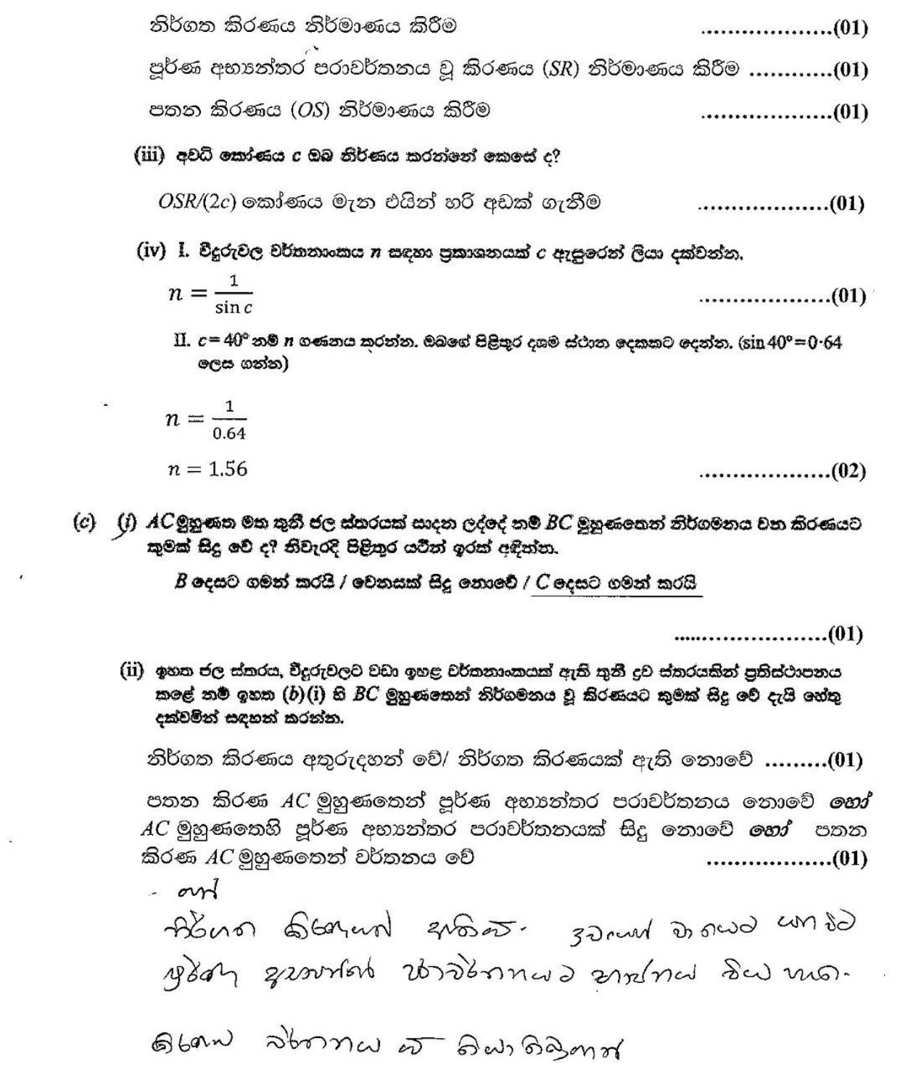 නිර්ගත කිරණය නිර්මාණය කිරීම ....................(01)
පූර්ණ අභ්‍යන්තර පරාවර්තනය වූ කිරණය (SR) නිර්මාණය කිරීම ............(01)
පතන කිරණය (OS) නිර්මාණය කිරීම ....................(01)
(iii) අවධි කෝණය c ඔබ නිර්ණය කරන්නේ කෙසේ ද?
OSR/(2c) කෝණය මැන එයින් හරි අඩක් ගැනීම ....................(01)
(iv) I. වීදුරුවල වර්තනාංකය n සඳහා ප්‍රකාශනයක් c ඇසුරෙන් ලියා දක්වන්න.
n = 1/sin c ....................(01)
II. c = 40° නම් n ගණනය කරන්න. ඔබගේ පිළිතුර දශම ස්ථාන දෙකකට දෙන්න. (sin 40° = 0·64
ලෙස ගන්න)
n = 1/0.64
n = 1.56 ....................(02)
(c) (i) AC මුහුණත මත තුනී ජල ස්තරයක් සාදන ලද්දේ නම් BC මුහුණතෙන් නිර්ගමනය වන කිරණයට
කුමක් සිදු වේ ද? නිවැරදි පිළිතුර යටින් ඉරක් අඳින්න.
B දෙසට ගමන් කරයි / වෙනසක් සිදු නොවේ / C දෙසට ගමන් කරයි
.......................(01)
(ii) ඉහත ජල ස්තරය, වීදුරුවලට වඩා ඉහළ වර්තනාංකයක් ඇති තුනී ද්‍රව ස්තරයකින් ප්‍රතිස්ථාපනය
කළේ නම් ඉහත (b)(i) හි BC මුහුණතෙන් නිර්ගමනය වූ කිරණයට කුමක් සිදු වේ දැයි හේතු
දක්වමින් සඳහන් කරන්න.
නිර්ගත කිරණය අතුරුදහන් වේ/ නිර්ගත කිරණයක් ඇති නොවේ .........(01)
පතන කිරණ AC මුහුණතෙන් පූර්ණ අභ්‍යන්තර පරාවර්තනය නොවේ හෝ
AC මුහුණතෙහි පූර්ණ අභ්‍යන්තර පරාවර්තනයක් සිදු නොවේ හෝ පතන
කිරණ AC මුහුණතෙන් වර්තනය වේ ...................(01)
- හෝ
නිර්ගත කිරණයක් ඇතිවේ. ද්‍රවයෙන් වාතයට යන විට
පූර්ණ අභ්‍යන්තර පරාවර්තනයට භාජනය විය හැක.
කිරණය වර්තනය වේ කියා තිබුණත්